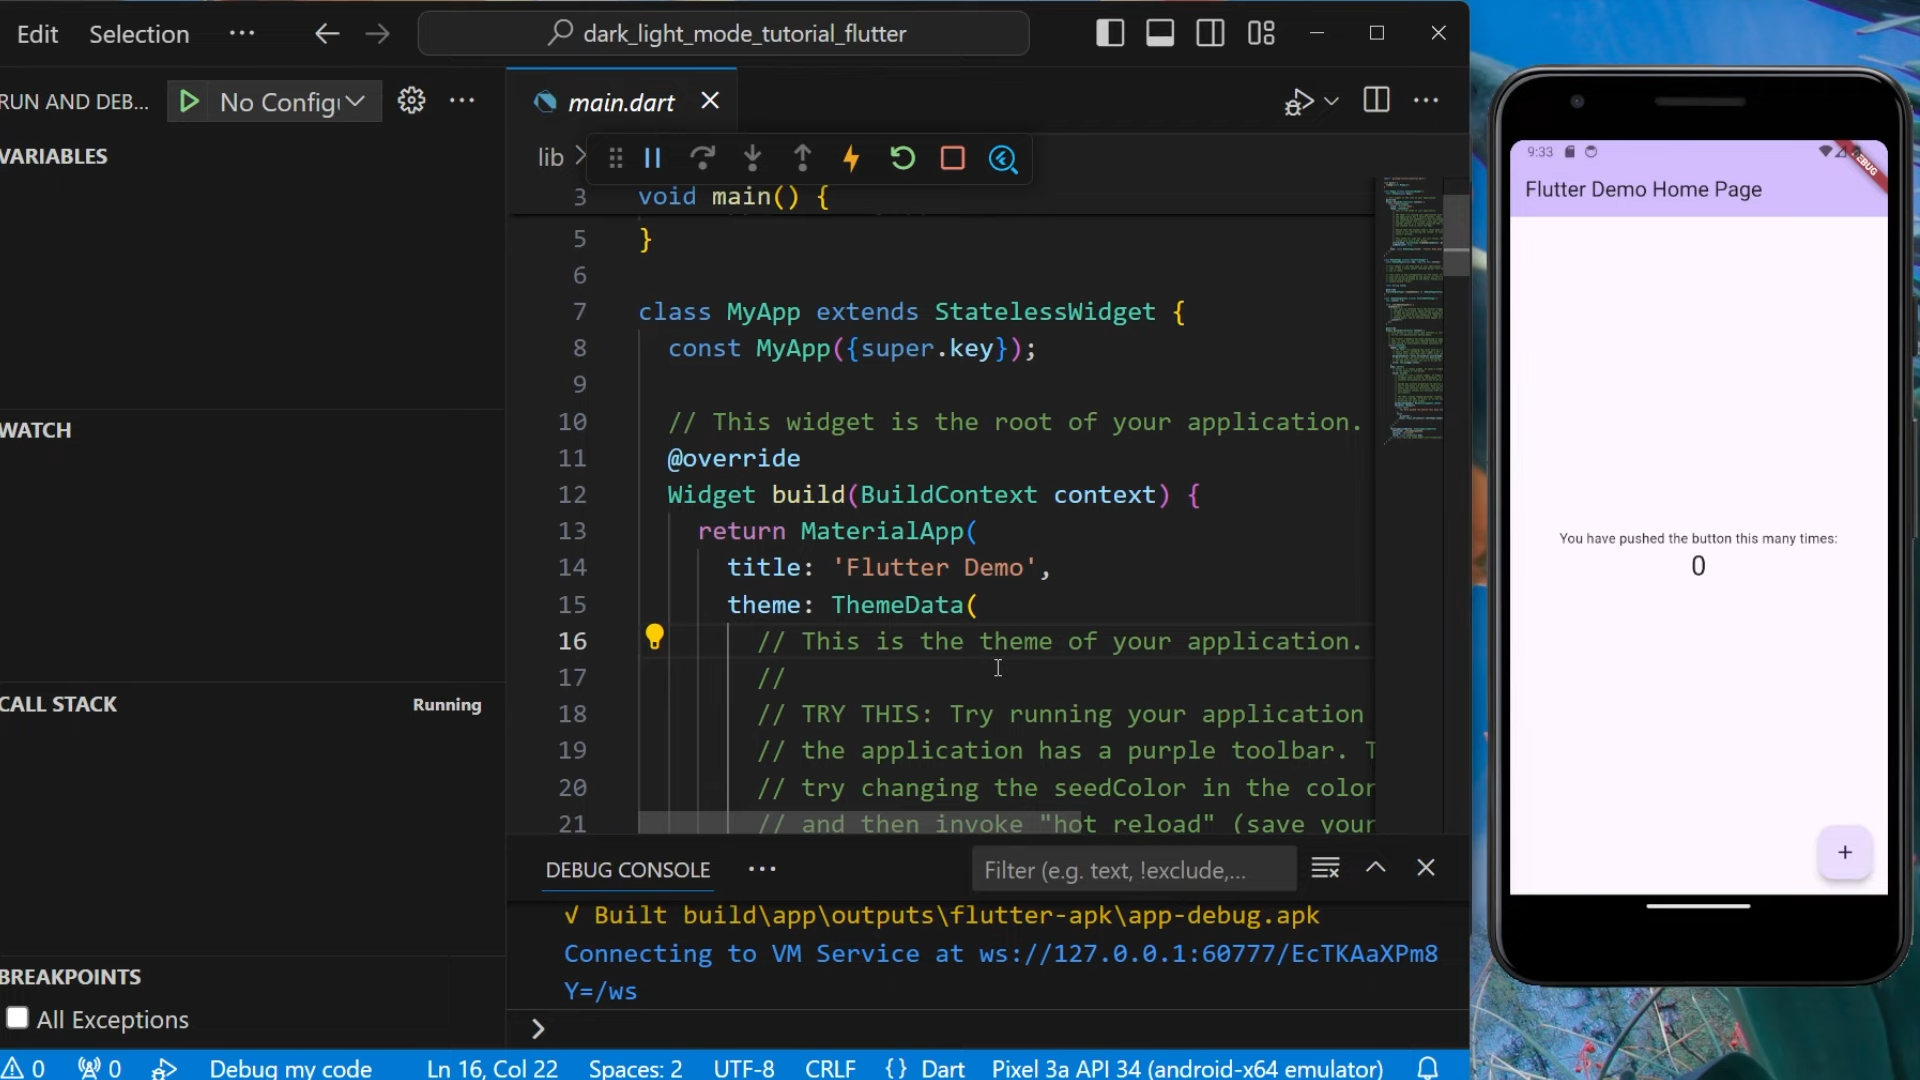 Edit Selection ··· dark_light_mode_tutorial_flutter
RUN AND DEB... No Config
main.dart
lib
VARIABLES
WATCH
CALL STACK Running
BREAKPOINTS
All Exceptions
3 void main() {
5 }
6
7 class MyApp extends StatelessWidget {
8 const MyApp({super.key});
9
10 // This widget is the root of your application.
11 @override
12 Widget build(BuildContext context) {
13 return MaterialApp(
14 title: 'Flutter Demo',
15 theme: ThemeData(
16 // This is the theme of your application.
17 //
18 // TRY THIS: Try running your application
19 // the application has a purple toolbar. T
20 // try changing the seedColor in the color
21 // and then invoke "hot reload" (save your
DEBUG CONSOLE ··· Filter (e.g. text, !exclude,...
√ Built build\app\outputs\flutter-apk\app-debug.apk
Connecting to VM Service at ws://127.0.0.1:60777/EcTKAaXPm8
Y=/ws
0 0 Debug my code Ln 16, Col 22 Spaces: 2 UTF-8 CRLF {} Dart Pixel 3a API 34 (android-x64 emulator)
9:33
Flutter Demo Home Page
You have pushed the button this many times:
0
+